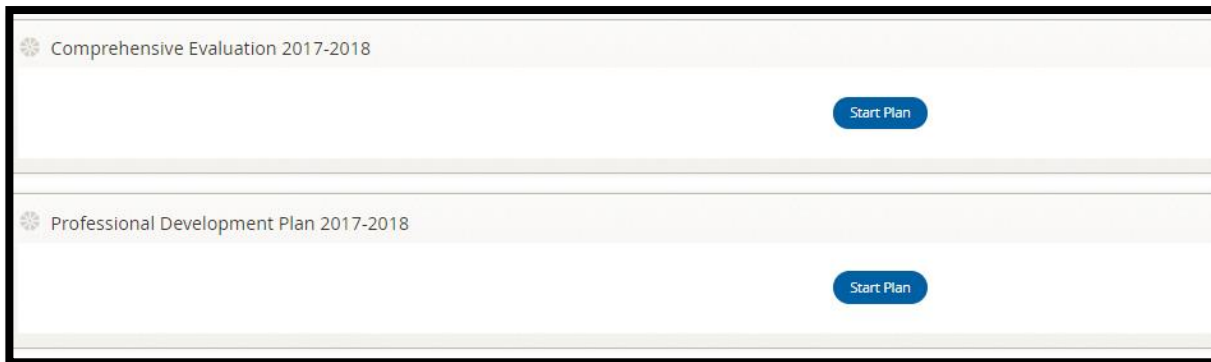 Comprehensive Evaluation 2017-2018
Start Plan
Professional Development Plan 2017-2018
Start Plan